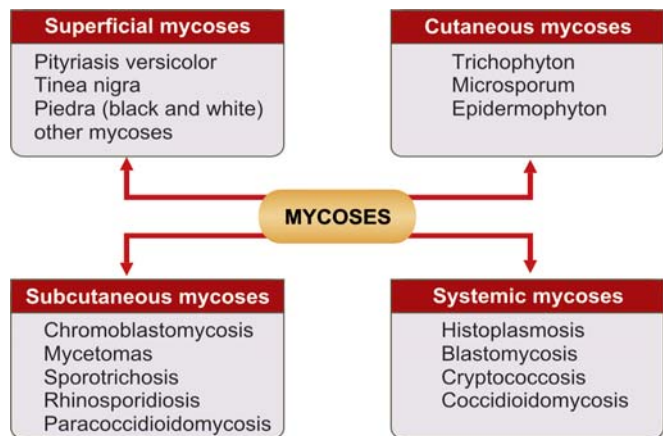 Superficial mycoses
Pityriasis versicolor
Tinea nigra
Piedra (black and white)
other mycoses
Cutaneous mycoses
Trichophyton
Microsporum
Epidermophyton
MYCOSES
Subcutaneous mycoses
Chromoblastomycosis
Mycetomas
Sporotrichosis
Rhinosporidiosis
Paracoccidioidomycosis
Systemic mycoses
Histoplasmosis
Blastomycosis
Cryptococcosis
Coccidioidomycosis